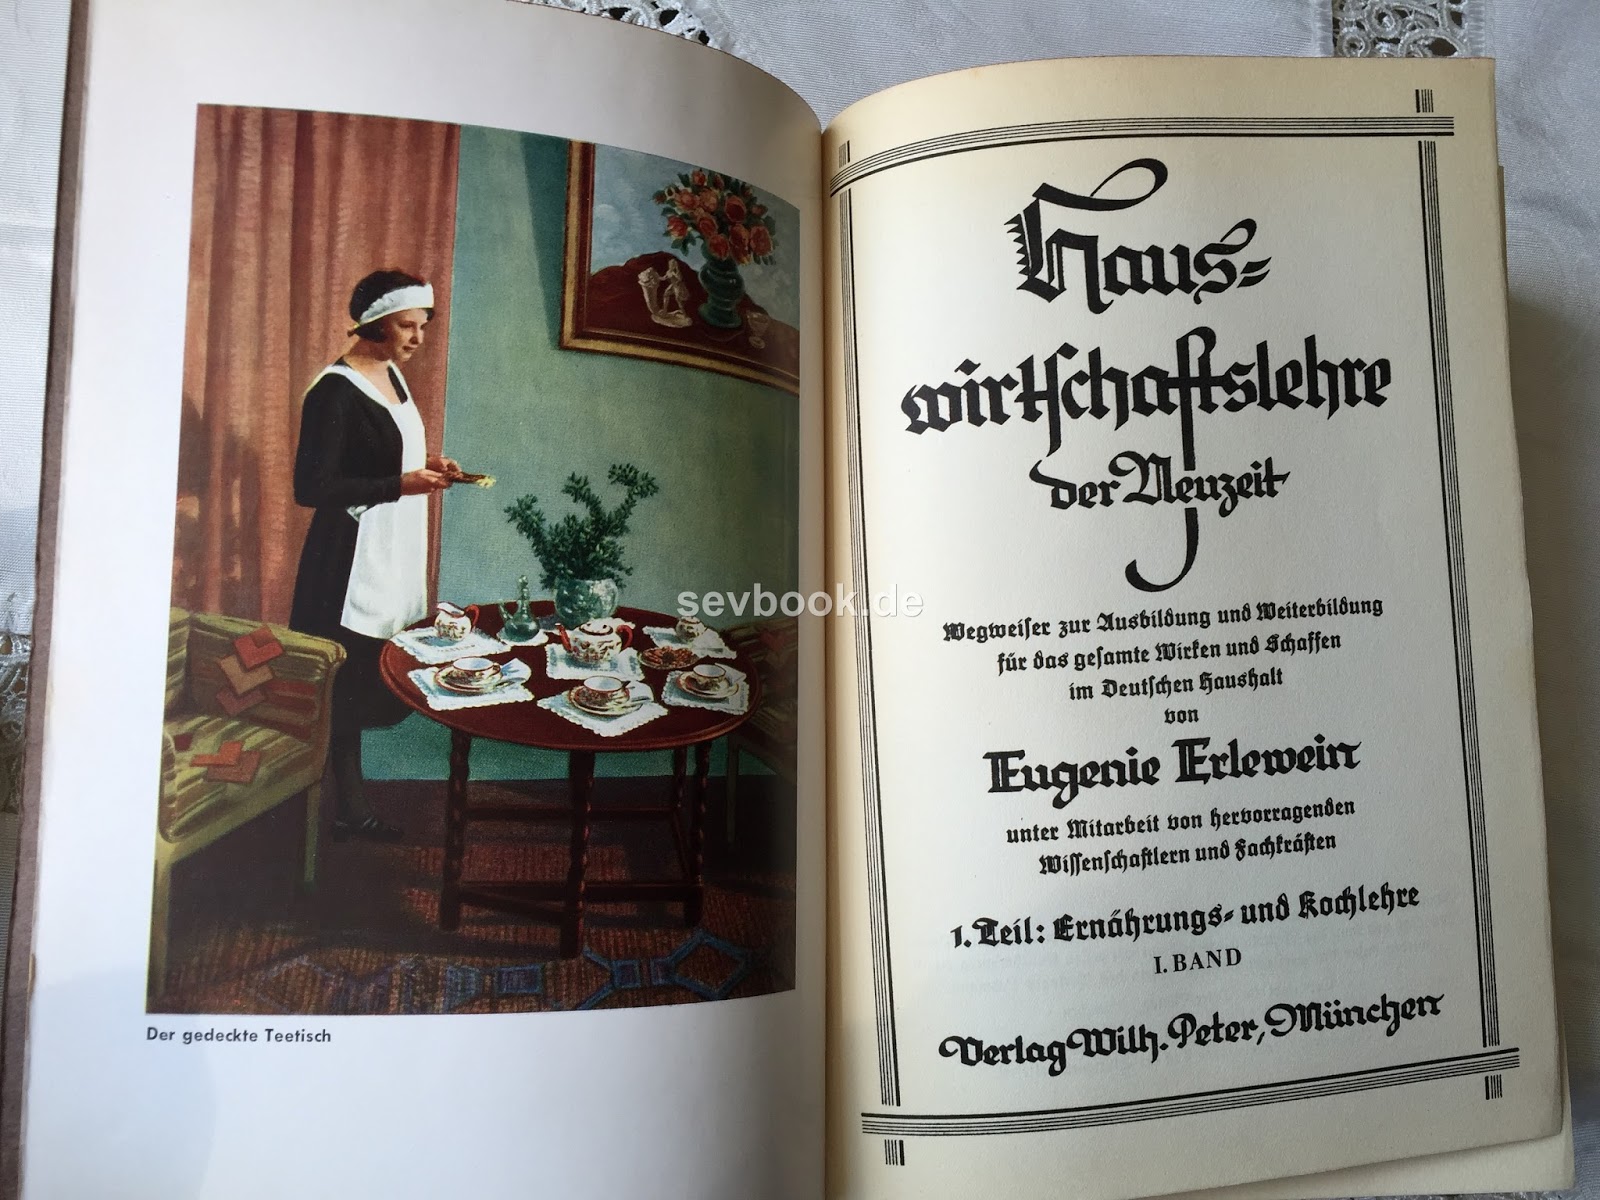 Der gedeckte Teetisch
sevbook.de
Haus-
wirtschaftslehre
der Neuzeit
Wegweiser zur Ausbildung und Weiterbildung
für das gesamte Wirken und Schaffen
im Deutschen Haushalt
von
Eugenie Erlewein
unter Mitarbeit von hervorragenden
Wissenschaftlern und Fachkräften
1. Teil: Ernährungs- und Kochlehre
I. BAND
Verlag Wilh. Peter, München